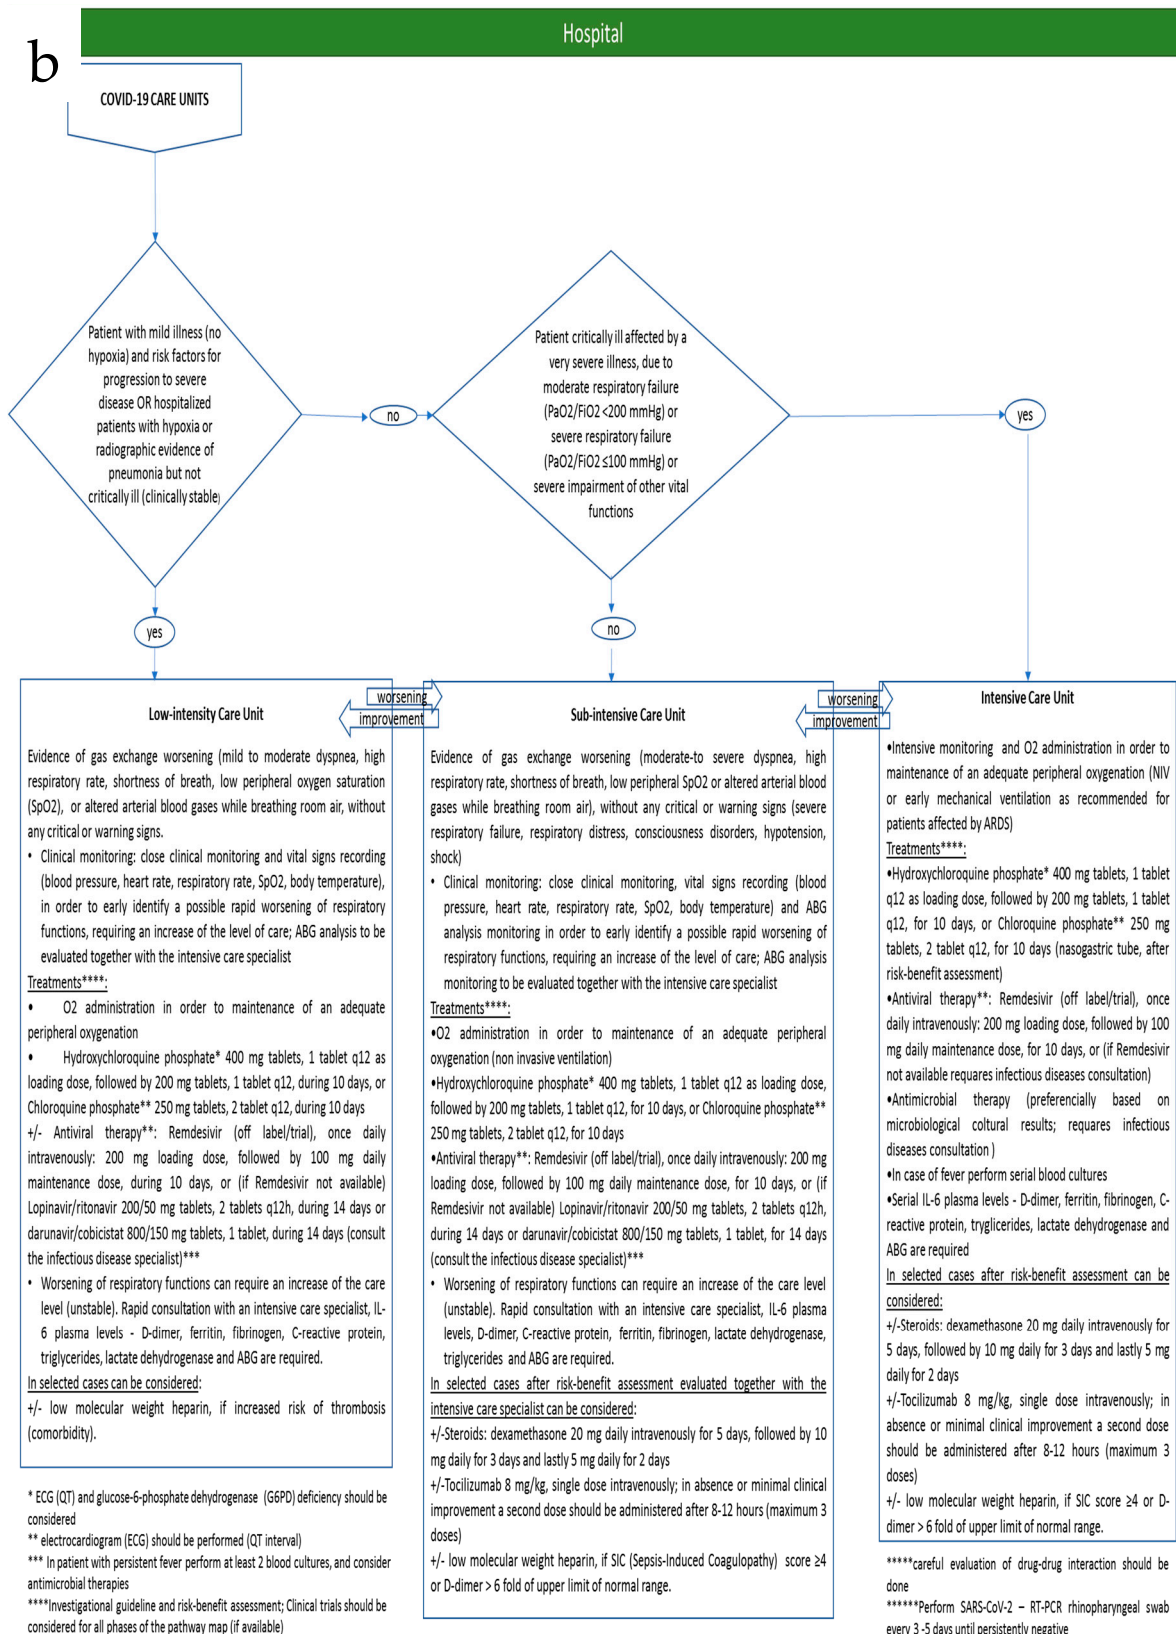 Hospital
b
COVID-19 CARE UNITS
Patient with mild illness (no
hypoxia) and risk factors for
progression to severe
disease OR hospitalized
patients with hypoxia or
radiographic evidence of
pneumonia but not
critically ill (clinically stable)
no
Patient critically ill affected by a
very severe illness, due to
moderate respiratory failure
(PaO2/FiO2 <200 mmHg) or
severe respiratory failure
(PaO2/FiO2 ≤100 mmHg) or
severe impairment of other vital
functions
yes
yes
no
worsening
improvement
worsening
improvement
Low-intensity Care Unit
Evidence of gas exchange worsening (mild to moderate dyspnea, high
respiratory rate, shortness of breath, low peripheral oxygen saturation
(SpO2), or altered arterial blood gases while breathing room air, without
any critical or warning signs.
• Clinical monitoring: close clinical monitoring and vital signs recording
(blood pressure, heart rate, respiratory rate, SpO2, body temperature),
in order to early identify a possible rapid worsening of respiratory
functions, requiring an increase of the level of care; ABG analysis to be
evaluated together with the intensive care specialist
Treatments****:
• O2 administration in order to maintenance of an adequate
peripheral oxygenation
• Hydroxychloroquine phosphate* 400 mg tablets, 1 tablet q12 as
loading dose, followed by 200 mg tablets, 1 tablet q12, during 10 days, or
Chloroquine phosphate** 250 mg tablets, 2 tablet q12, during 10 days
+/- Antiviral therapy**: Remdesivir (off label/trial), once daily
intravenously: 200 mg loading dose, followed by 100 mg daily
maintenance dose, during 10 days, or (if Remdesivir not available)
Lopinavir/ritonavir 200/50 mg tablets, 2 tablets q12h, during 14 days or
darunavir/cobicistat 800/150 mg tablets, 1 tablet, during 14 days (consult
the infectious disease specialist)***
• Worsening of respiratory functions can require an increase of the care
level (unstable). Rapid consultation with an intensive care specialist, IL-
6 plasma levels - D-dimer, ferritin, fibrinogen, C-reactive protein,
triglycerides, lactate dehydrogenase and ABG are required.
In selected cases can be considered:
+/- low molecular weight heparin, if increased risk of thrombosis
(comorbidity).
Sub-intensive Care Unit
Evidence of gas exchange worsening (moderate-to severe dyspnea, high
respiratory rate, shortness of breath, low peripheral SpO2 or altered arterial blood
gases while breathing room air), without any critical or warning signs (severe
respiratory failure, respiratory distress, consciousness disorders, hypotension,
shock)
• Clinical monitoring: close clinical monitoring, vital signs recording (blood
pressure, heart rate, respiratory rate, SpO2, body temperature) and ABG
analysis monitoring in order to early identify a possible rapid worsening of
respiratory functions, requiring an increase of the level of care; ABG analysis
monitoring to be evaluated together with the intensive care specialist
Treatments****:
•O2 administration in order to maintenance of an adequate peripheral
oxygenation (non invasive ventilation)
•Hydroxychloroquine phosphate* 400 mg tablets, 1 tablet q12 as loading dose,
followed by 200 mg tablets, 1 tablet q12, for 10 days, or Chloroquine phosphate**
250 mg tablets, 2 tablet q12, for 10 days
•Antiviral therapy**: Remdesivir (off label/trial), once daily intravenously: 200 mg
loading dose, followed by 100 mg daily maintenance dose, for 10 days, or (if
Remdesivir not available) Lopinavir/ritonavir 200/50 mg tablets, 2 tablets q12h,
during 14 days or darunavir/cobicistat 800/150 mg tablets, 1 tablet, for 14 days
(consult the infectious disease specialist)***
• Worsening of respiratory functions can require an increase of the care level
(unstable). Rapid consultation with an intensive care specialist, IL-6 plasma
levels, D-dimer, C-reactive protein, ferritin, fibrinogen, lactate dehydrogenase,
triglycerides and ABG are required.
In selected cases after risk-benefit assessment evaluated together with the
intensive care specialist can be considered:
+/-Steroids: dexamethasone 20 mg daily intravenously for 5 days, followed by 10
mg daily for 3 days and lastly 5 mg daily for 2 days
+/-Tocilizumab 8 mg/kg, single dose intravenously; in absence or minimal clinical
improvement a second dose should be administered after 8-12 hours (maximum 3
doses)
+/- low molecular weight heparin, if SIC (Sepsis-Induced Coagulopathy) score ≥4
or D-dimer > 6 fold of upper limit of normal range.
Intensive Care Unit
•Intensive monitoring and O2 administration in order to
maintenance of an adequate peripheral oxygenation (NIV
or early mechanical ventilation as recommended for
patients affected by ARDS)
Treatments****:
•Hydroxychloroquine phosphate* 400 mg tablets, 1 tablet
q12 as loading dose, followed by 200 mg tablets, 1 tablet
q12, for 10 days, or Chloroquine phosphate** 250 mg
tablets, 2 tablet q12, for 10 days (nasogastric tube, after
risk-benefit assessment)
•Antiviral therapy**: Remdesivir (off label/trial), once
daily intravenously: 200 mg loading dose, followed by 100
mg daily maintenance dose, for 10 days, or (if Remdesivir
not available requares infectious diseases consultation)
•Antimicrobial therapy (preferencially based on
microbiological coltural results; requares infectious
diseases consultation )
•In case of fever perform serial blood cultures
•Serial IL-6 plasma levels - D-dimer, ferritin, fibrinogen, C-
reactive protein, tryglicerides, lactate dehydrogenase and
ABG are required
In selected cases after risk-benefit assessment can be
considered:
+/-Steroids: dexamethasone 20 mg daily intravenously for
5 days, followed by 10 mg daily for 3 days and lastly 5 mg
daily for 2 days
+/-Tocilizumab 8 mg/kg, single dose intravenously; in
absence or minimal clinical improvement a second dose
should be administered after 8-12 hours (maximum 3
doses)
+/- low molecular weight heparin, if SIC score ≥4 or D-
dimer > 6 fold of upper limit of normal range.
* ECG (QT) and glucose-6-phosphate dehydrogenase (G6PD) deficiency should be
considered
** electrocardiogram (ECG) should be performed (QT interval)
*** In patient with persistent fever perform at least 2 blood cultures, and consider
antimicrobial therapies
****Investigational guideline and risk-benefit assessment; Clinical trials should be
considered for all phases of the pathway map (if available)
*****careful evaluation of drug-drug interaction should be
done
******Perform SARS-CoV-2 – RT-PCR rhinopharyngeal swab
every 3 -5 days until persistently negative